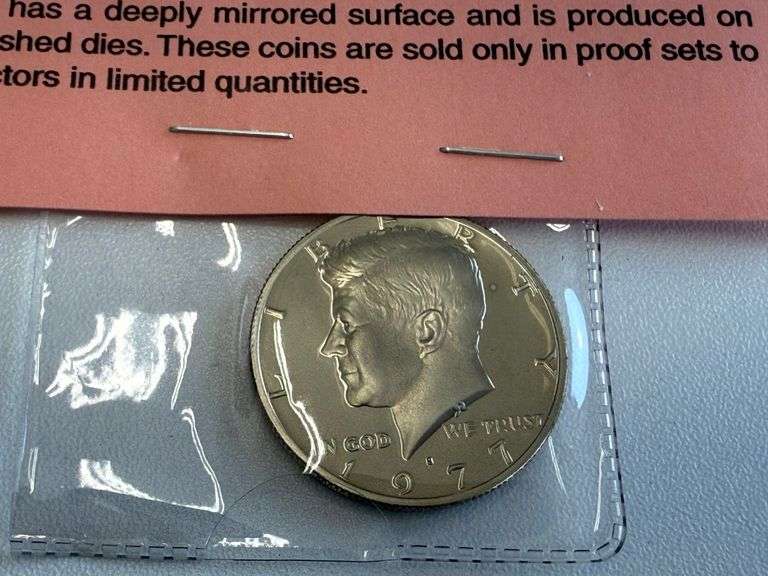 has a deeply mirrored surface and is produced on
shed dies. These coins are sold only in proof sets to
ctors in limited quantities.
LIBERTY
IN GOD WE TRUST
1977